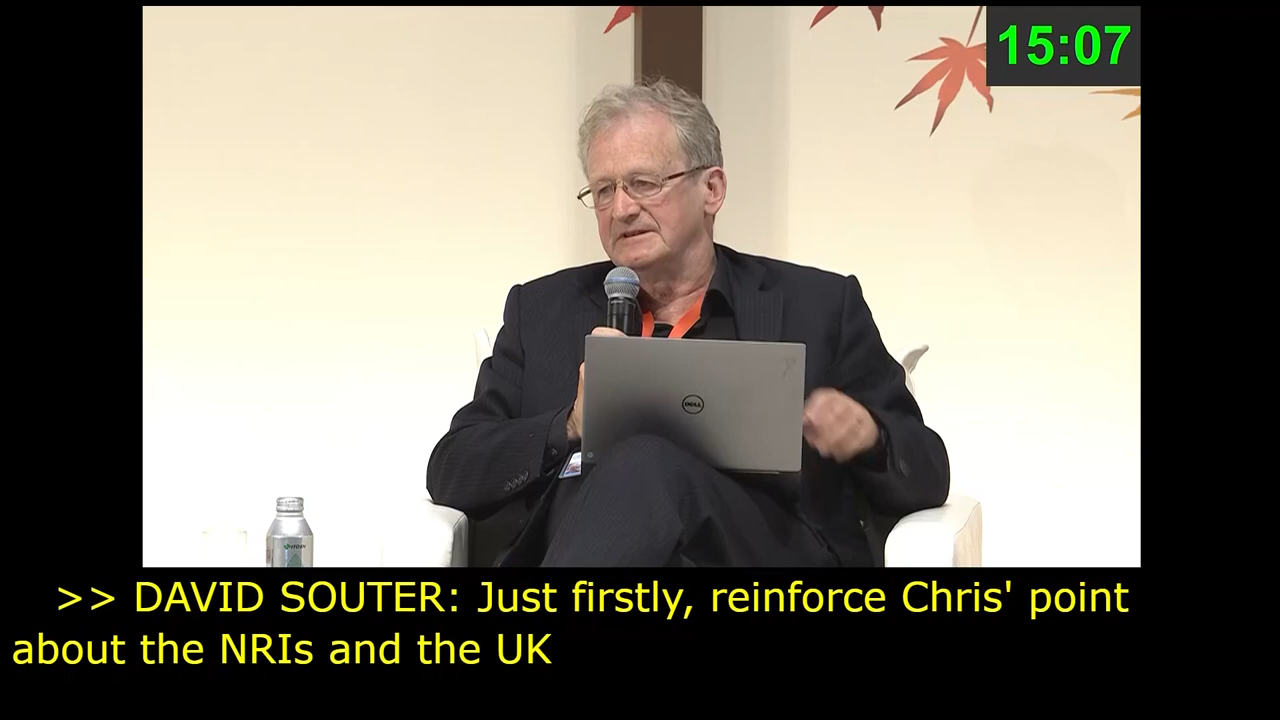 15:07
DELL
>> DAVID SOUTER: Just firstly, reinforce Chris' point
about the NRIs and the UK